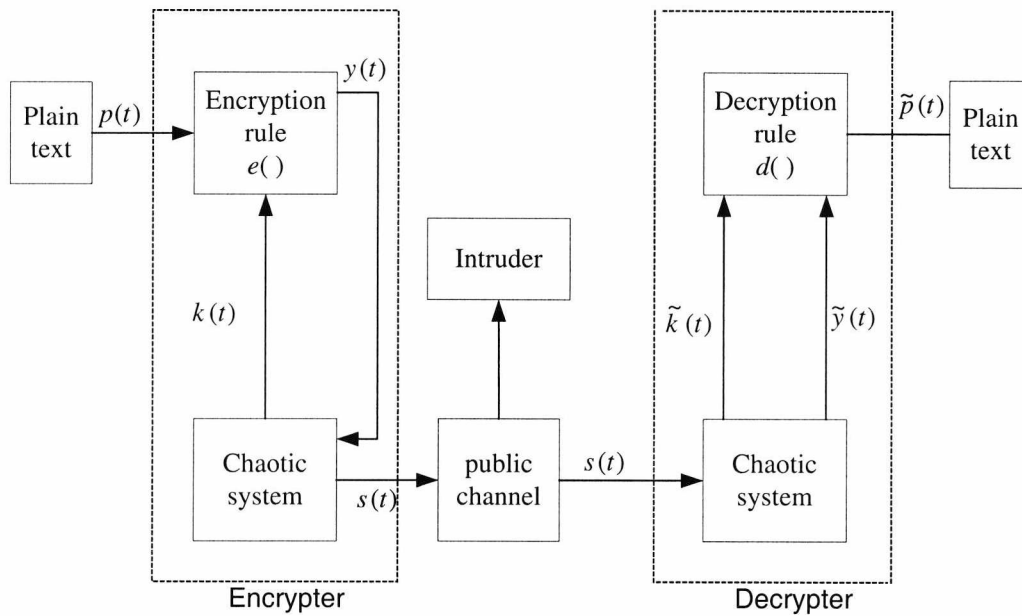 Plain
text
p(t)
Encryption
rule
e( )
y(t)
k(t)
Chaotic
system
s(t)
Encrypter
Intruder
public
channel
s(t)
Decryption
rule
d( )
p̃(t)
Plain
text
k̃(t)
ỹ(t)
Chaotic
system
Decrypter